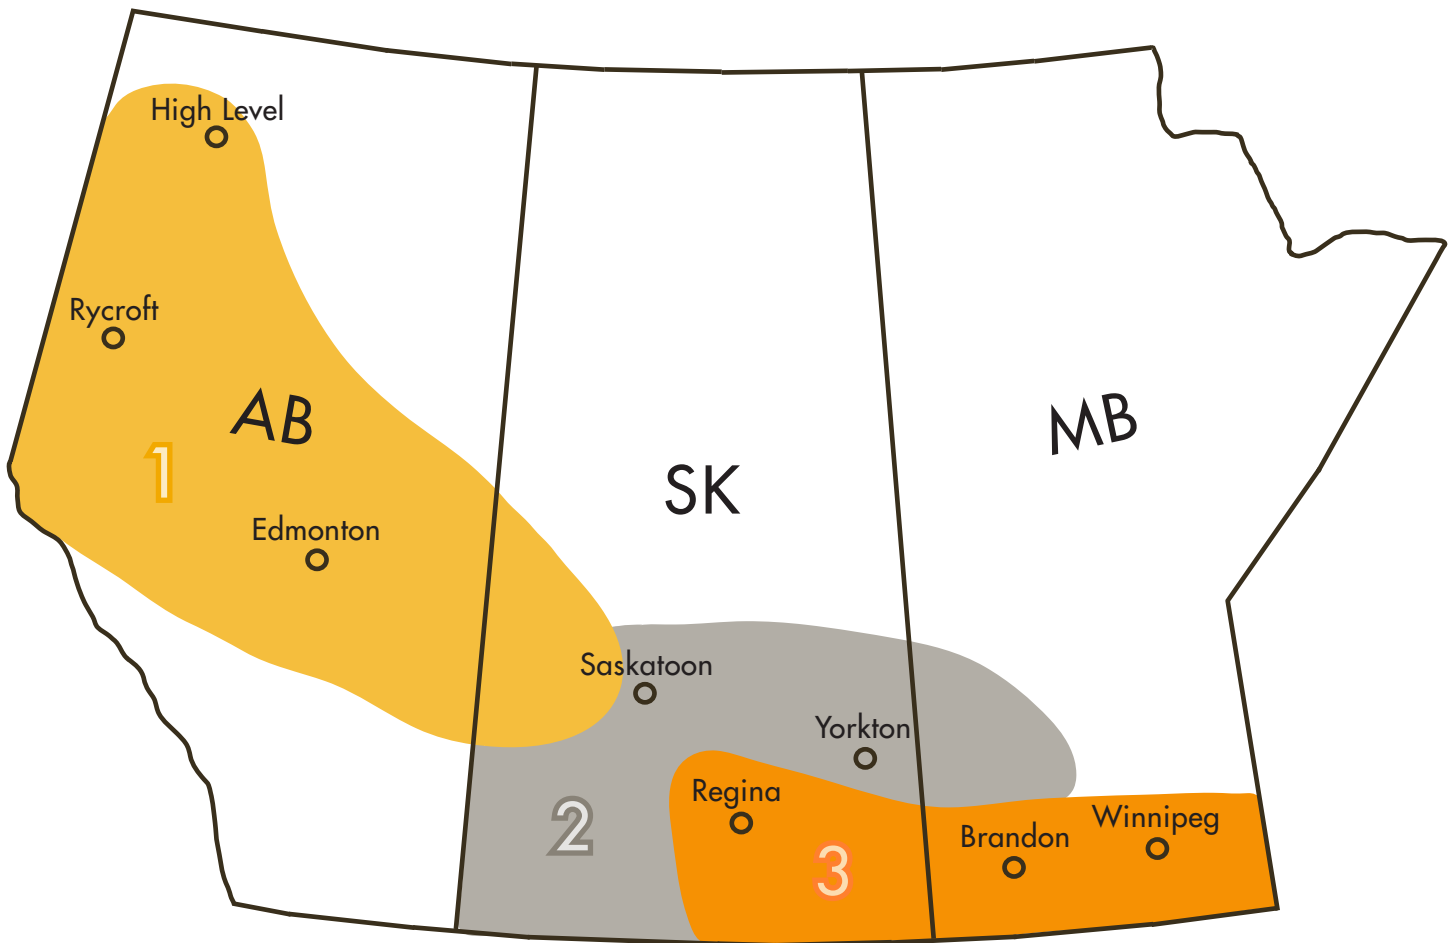 High Level
Rycroft
AB
MB
1
SK
Edmonton
Saskatoon
Yorkton
Regina
2
Winnipeg
Brandon
3